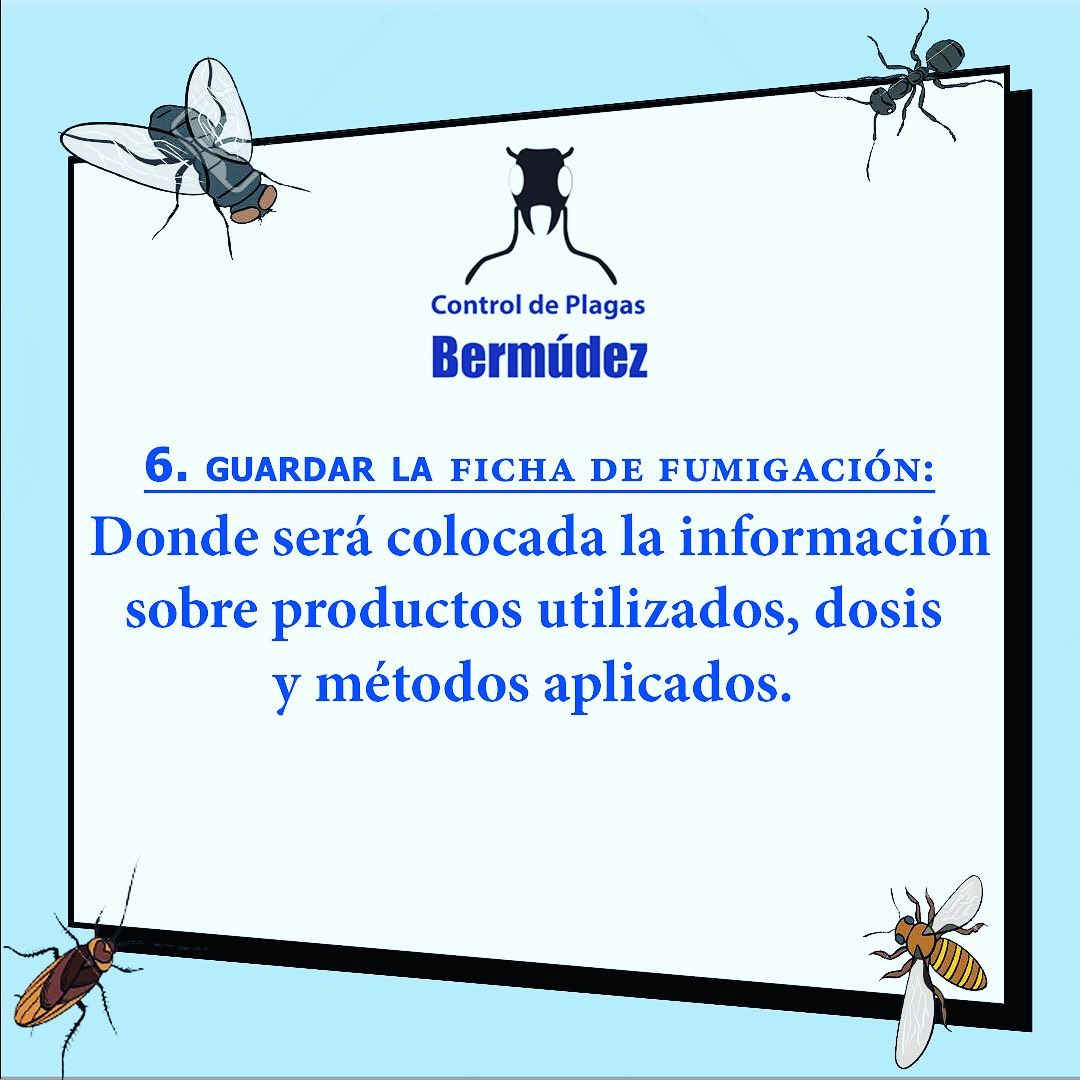 Control de Plagas
Bermúdez
6. GUARDAR LA FICHA DE FUMIGACIÓN:
Donde será colocada la información
sobre productos utilizados, dosis
y métodos aplicados.